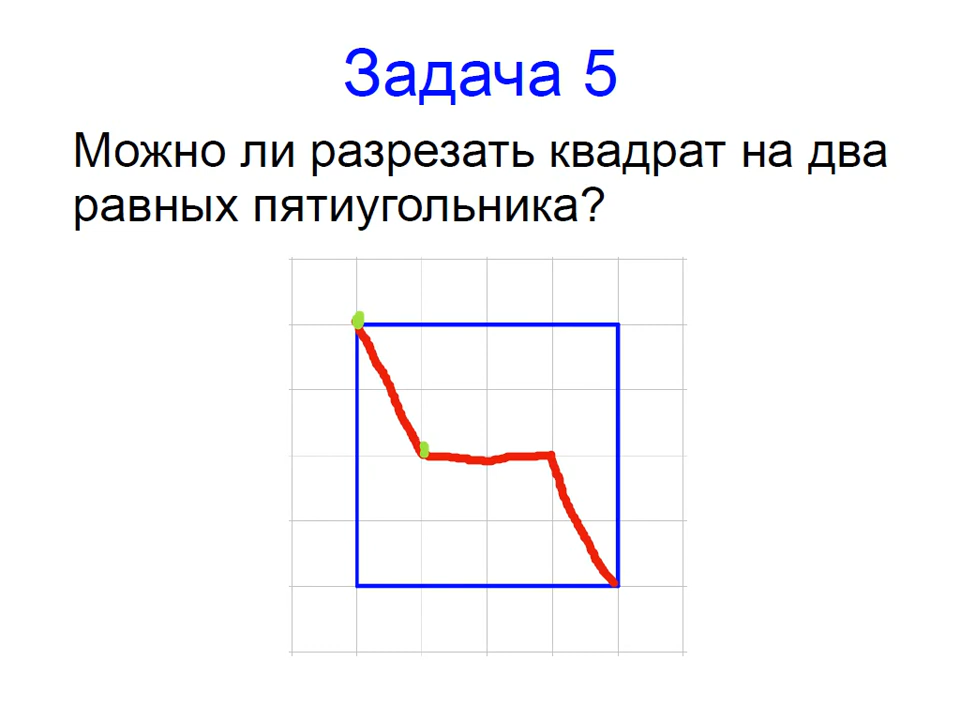 Задача 5
Можно ли разрезать квадрат на два
равных пятиугольника?